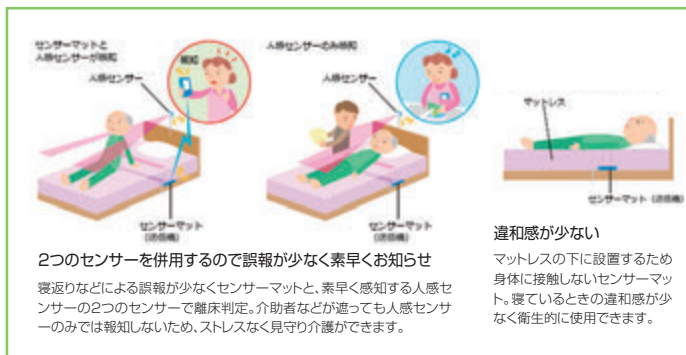 センサーマットと
人感センサーが感知
報知
人感センサー
センサーマット
(送信機)
人感センサーのみ感知
人感センサー
センサーマット
(送信機)
マットレス
センサーマット(送信機)
2つのセンサーを併用するので誤報が少なく素早くお知らせ
寝返りなどによる誤報が少なくセンサーマットと、素早く感知する人感セ
ンサーの2つのセンサーで離床判定。介助者などが遮っても人感センサ
ーのみでは報知しないため、ストレスなく見守り介護ができます。
違和感が少ない
マットレスの下に設置するため
身体に接触しないセンサーマッ
ト。寝ているときの違和感が少
なく衛生的に使用できます。